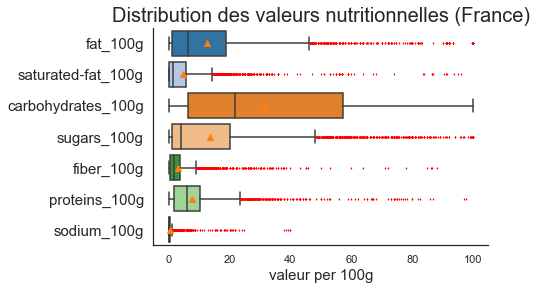 Distribution des valeurs nutritionnelles (France)
fat_100g
saturated-fat_100g
carbohydrates_100g
sugars_100g
fiber_100g
proteins_100g
sodium_100g
0 20 40 60 80 100
valeur per 100g